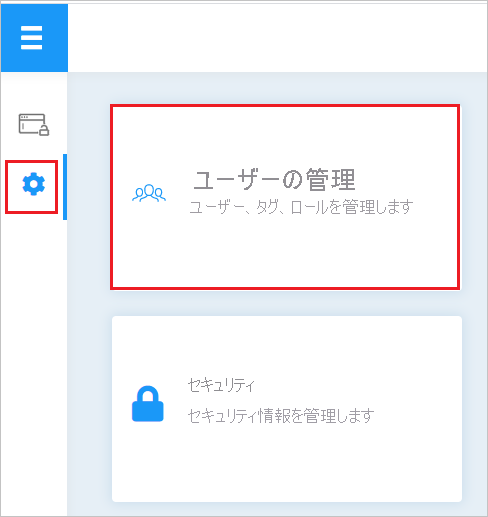 ユーザーの管理
ユーザー、タグ、ロールを管理します
セキュリティ
セキュリティ情報を管理します